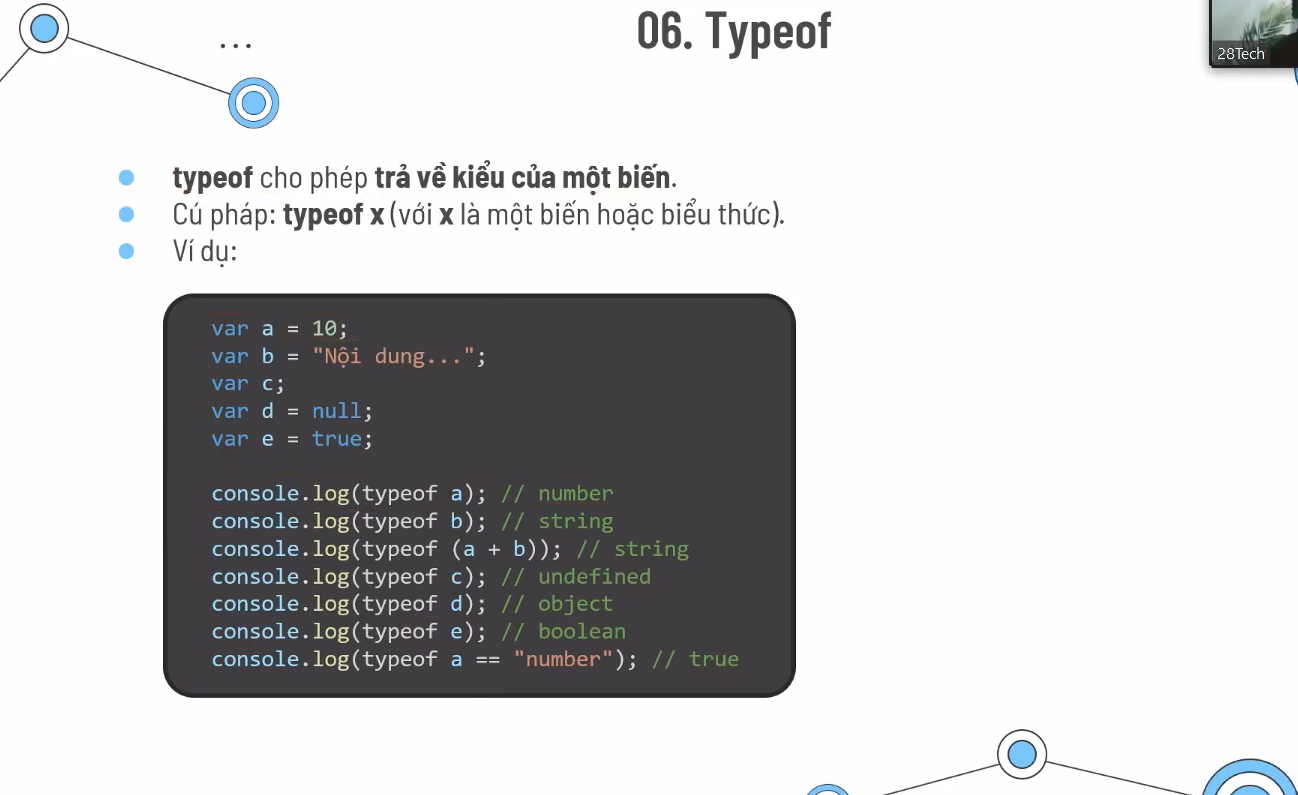 ...
06. Typeof
28Tech
typeof cho phép trả về kiểu của một biến.
Cú pháp: typeof x (với x là một biến hoặc biểu thức).
Ví dụ:
var a = 10;
var b = "Nội dung...";
var c;
var d = null;
var e = true;
console.log(typeof a); // number
console.log(typeof b); // string
console.log(typeof (a + b)); // string
console.log(typeof c); // undefined
console.log(typeof d); // object
console.log(typeof e); // boolean
console.log(typeof a == "number"); // true